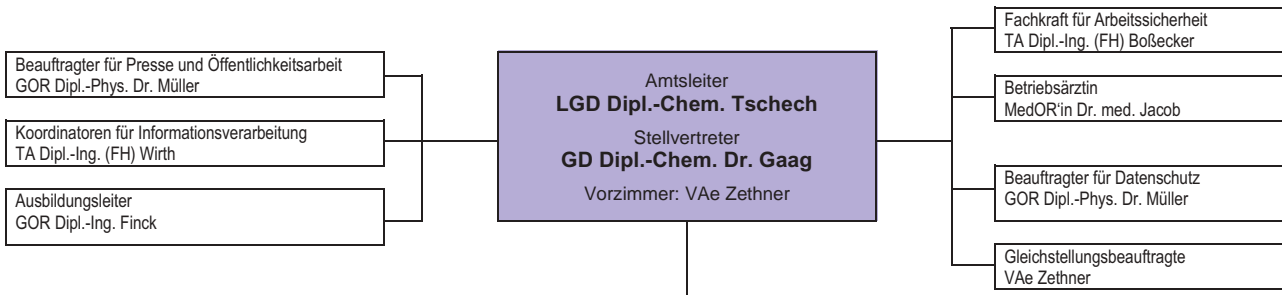 Beauftragter für Presse und Öffentlichkeitsarbeit
GOR Dipl.-Phys. Dr. Müller
Koordinatoren für Informationsverarbeitung
TA Dipl.-Ing. (FH) Wirth
Ausbildungsleiter
GOR Dipl.-Ing. Finck
Amtsleiter
LGD Dipl.-Chem. Tschech
Stellvertreter
GD Dipl.-Chem. Dr. Gaag
Vorzimmer: VAe Zethner
Fachkraft für Arbeitssicherheit
TA Dipl.-Ing. (FH) Boßecker
Betriebsärztin
MedOR‘in Dr. med. Jacob
Beauftragter für Datenschutz
GOR Dipl.-Phys. Dr. Müller
Gleichstellungsbeauftragte
VAe Zethner